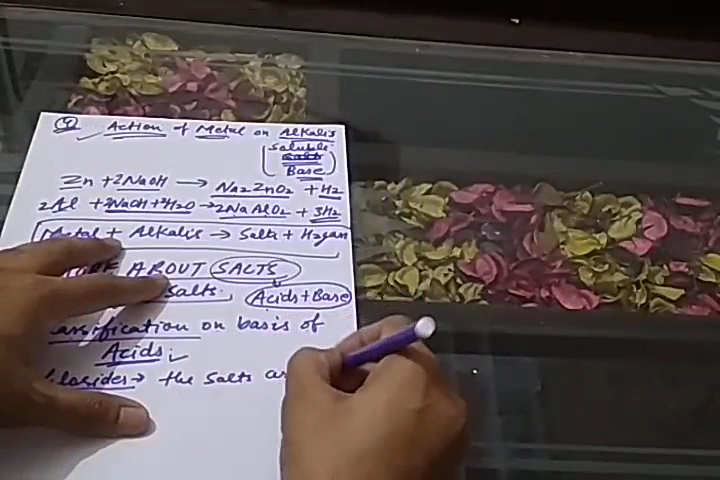 Q Action of Metal on Alkalis
(Soluble
Base)
Zn + 2NaOH → Na2ZnO2 + H2
2Al + 2NaOH + 2H2O → 2NaAlO2 + 3H2
Metal + Alkalis → Salts + H2gas
ABOUT SALTS
Salts. Acids + Base
Classification on basis of
Acids.
the Salts